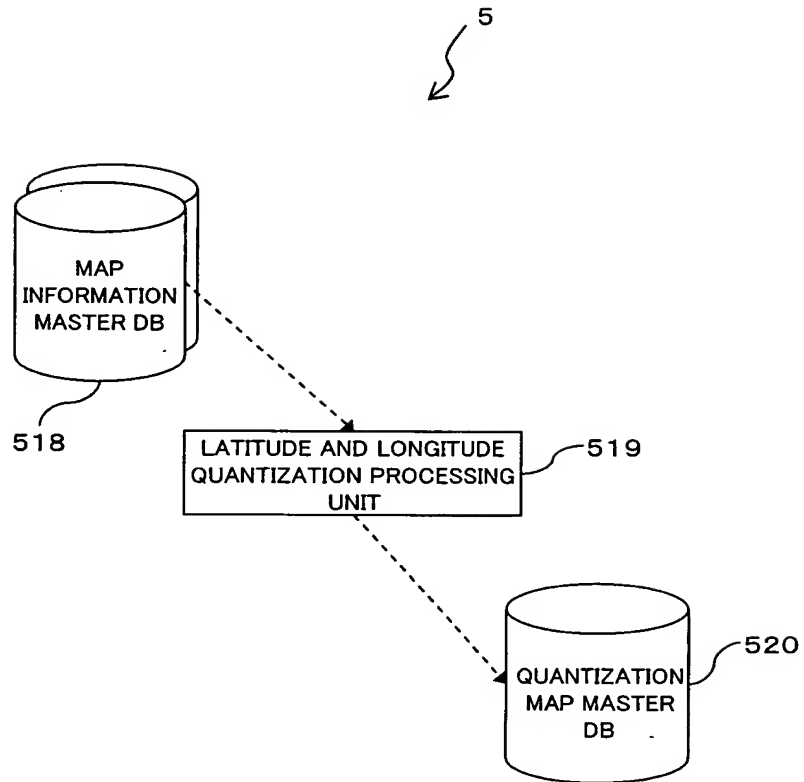 5
MAP
INFORMATION
MASTER DB
518
LATITUDE AND LONGITUDE
QUANTIZATION PROCESSING
UNIT
519
520
QUANTIZATION
MAP MASTER
DB